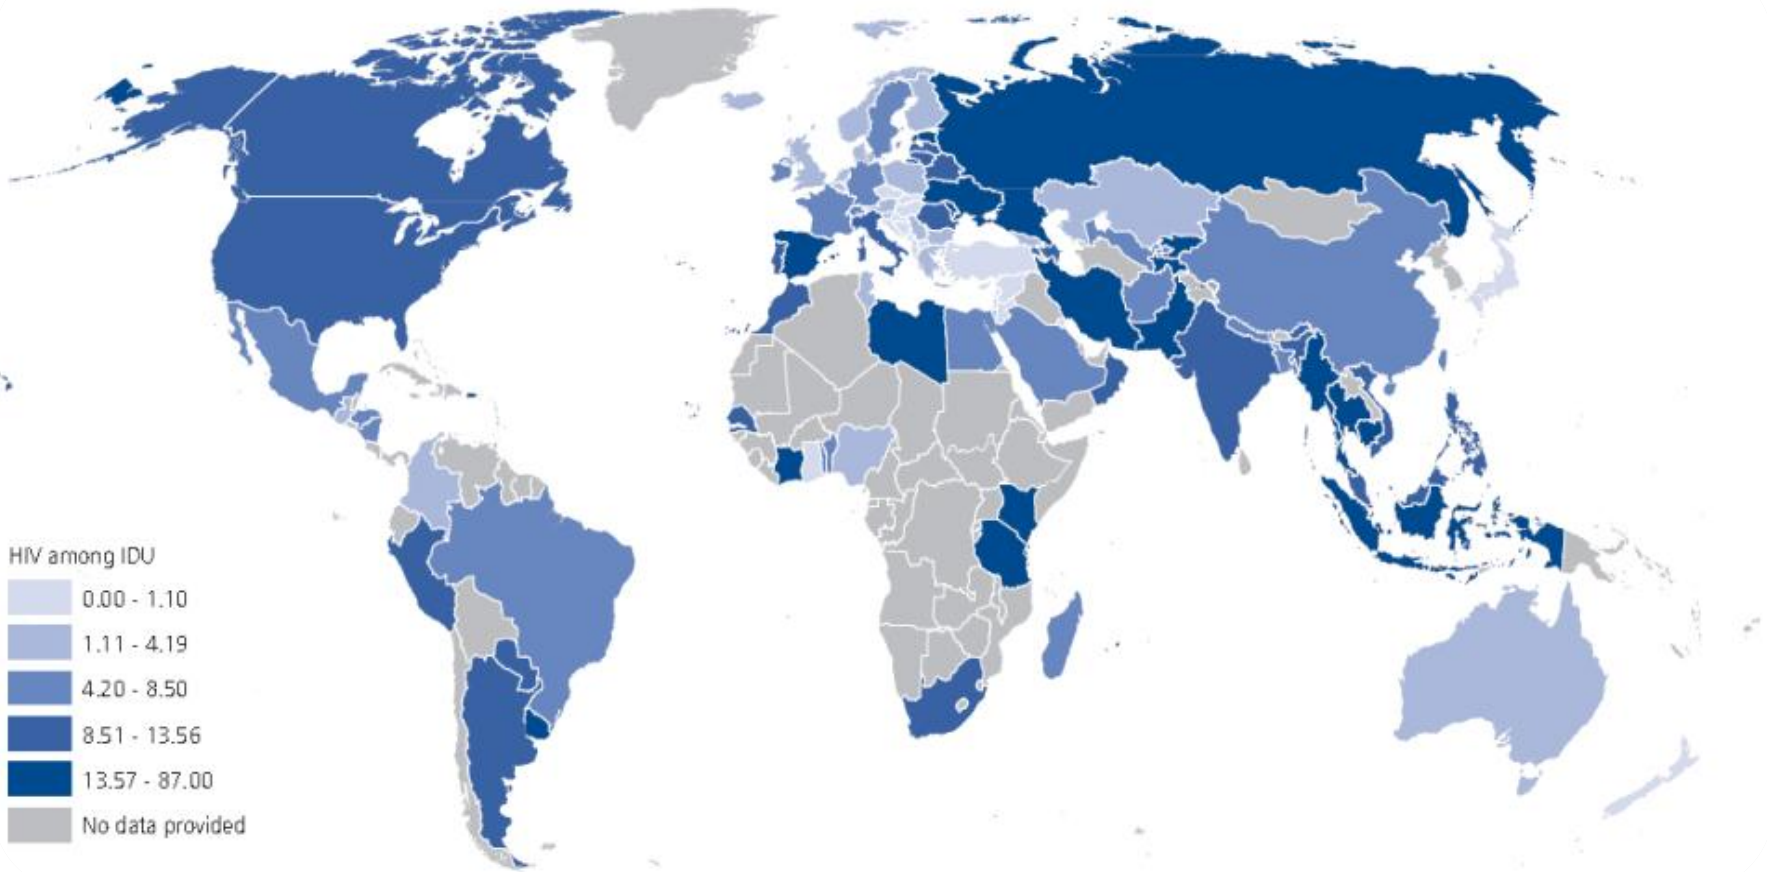 HIV among IDU
0.00 - 1.10
1.11 - 4.19
4.20 - 8.50
8.51 - 13.56
13.57 - 87.00
No data provided